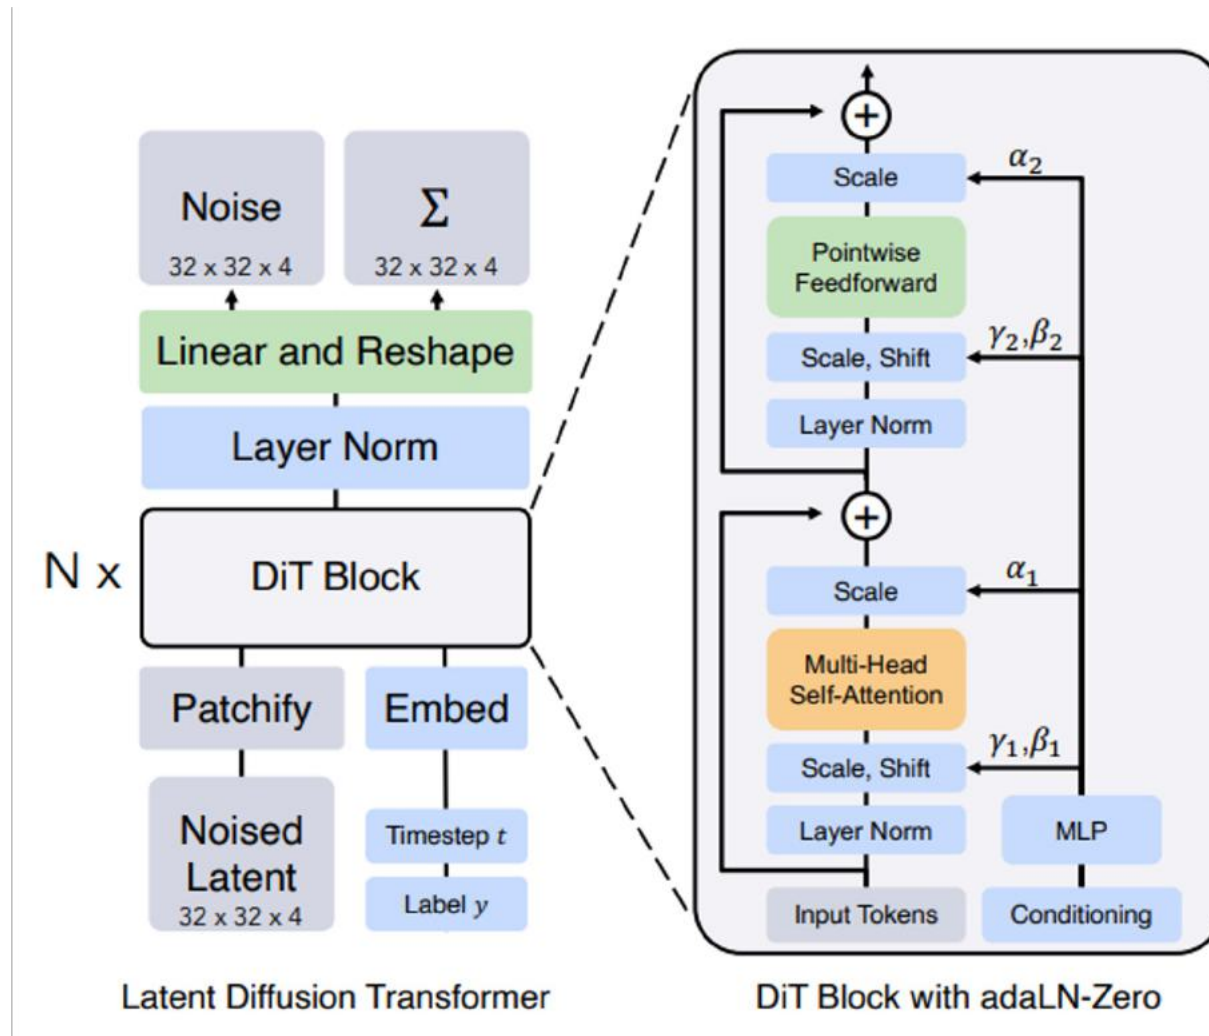 Noise
32 x 32 x 4
Σ
32 x 32 x 4
Linear and Reshape
Layer Norm
N x
DiT Block
Patchify
Embed
Noised
Latent
32 x 32 x 4
Timestep t
Label y
Latent Diffusion Transformer
+
Scale
α₂
Pointwise
Feedforward
Scale, Shift
γ₂,β₂
Layer Norm
+
Scale
α₁
Multi-Head
Self-Attention
Scale, Shift
γ₁,β₁
Layer Norm
MLP
Input Tokens
Conditioning
DiT Block with adaLN-Zero